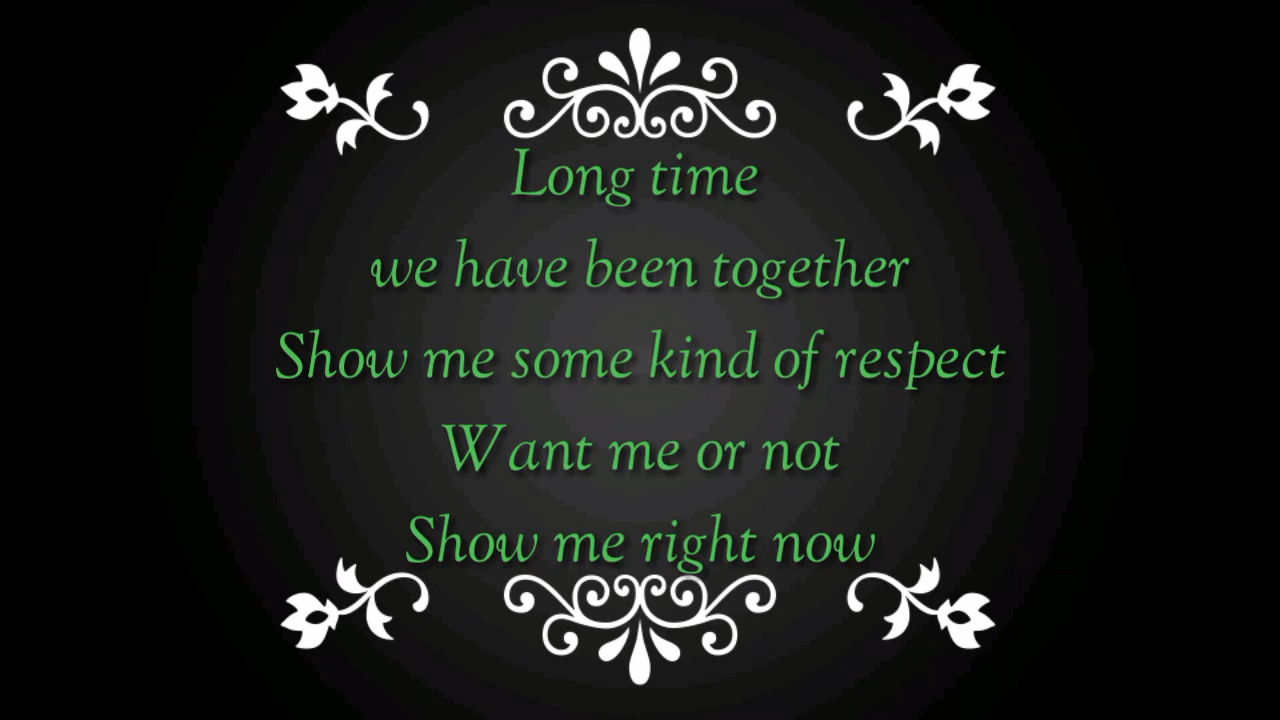 Long time
we have been together
Show me some kind of respect
Want me or not
Show me right now